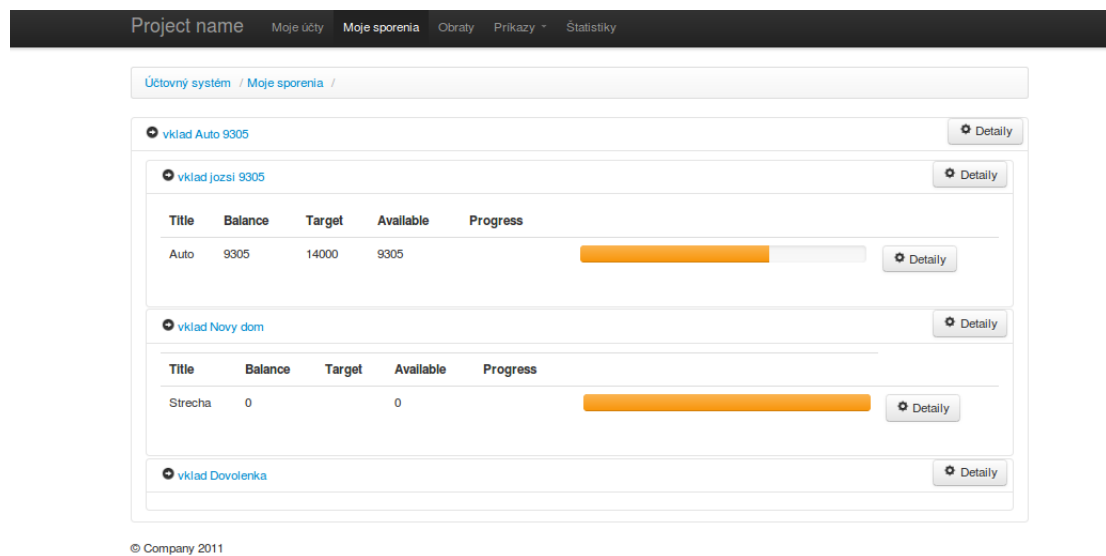 Project name Moje účty Moje sporenia Obraty Príkazy Štatistiky
Účtovný systém / Moje sporenia /
vklad Auto 9305 Detaily
vklad jozsi 9305 Detaily
Title Balance Target Available Progress
Auto 9305 14000 9305 Detaily
vklad Novy dom Detaily
Title Balance Target Available Progress
Strecha 0 0 Detaily
vklad Dovolenka Detaily
© Company 2011